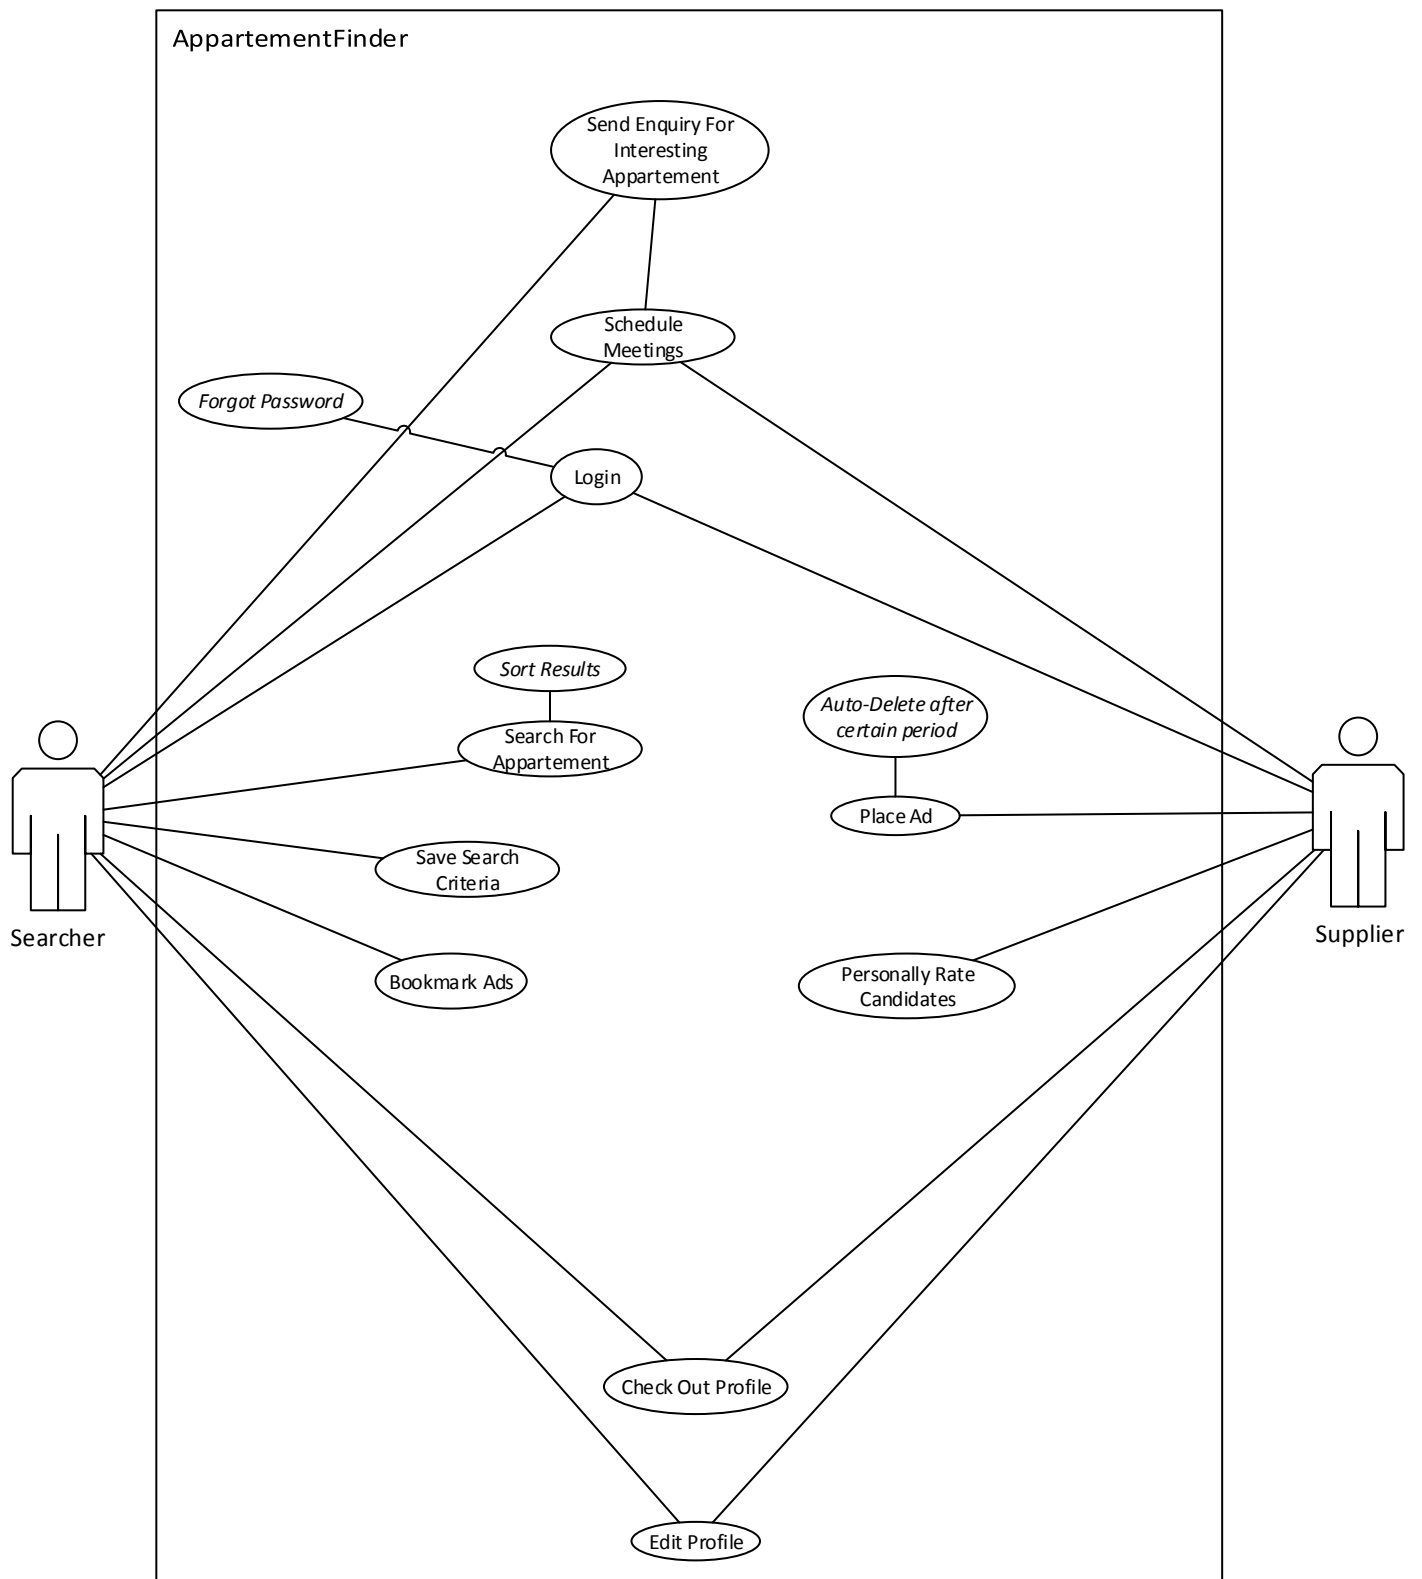 AppartementFinder
Send Enquiry For
Interesting
Appartement
Schedule
Meetings
Forgot Password
Login
Sort Results
Search For
Appartement
Auto-Delete after
certain period
Place Ad
Save Search
Criteria
Searcher
Supplier
Bookmark Ads
Personally Rate
Candidates
Check Out Profile
Edit Profile